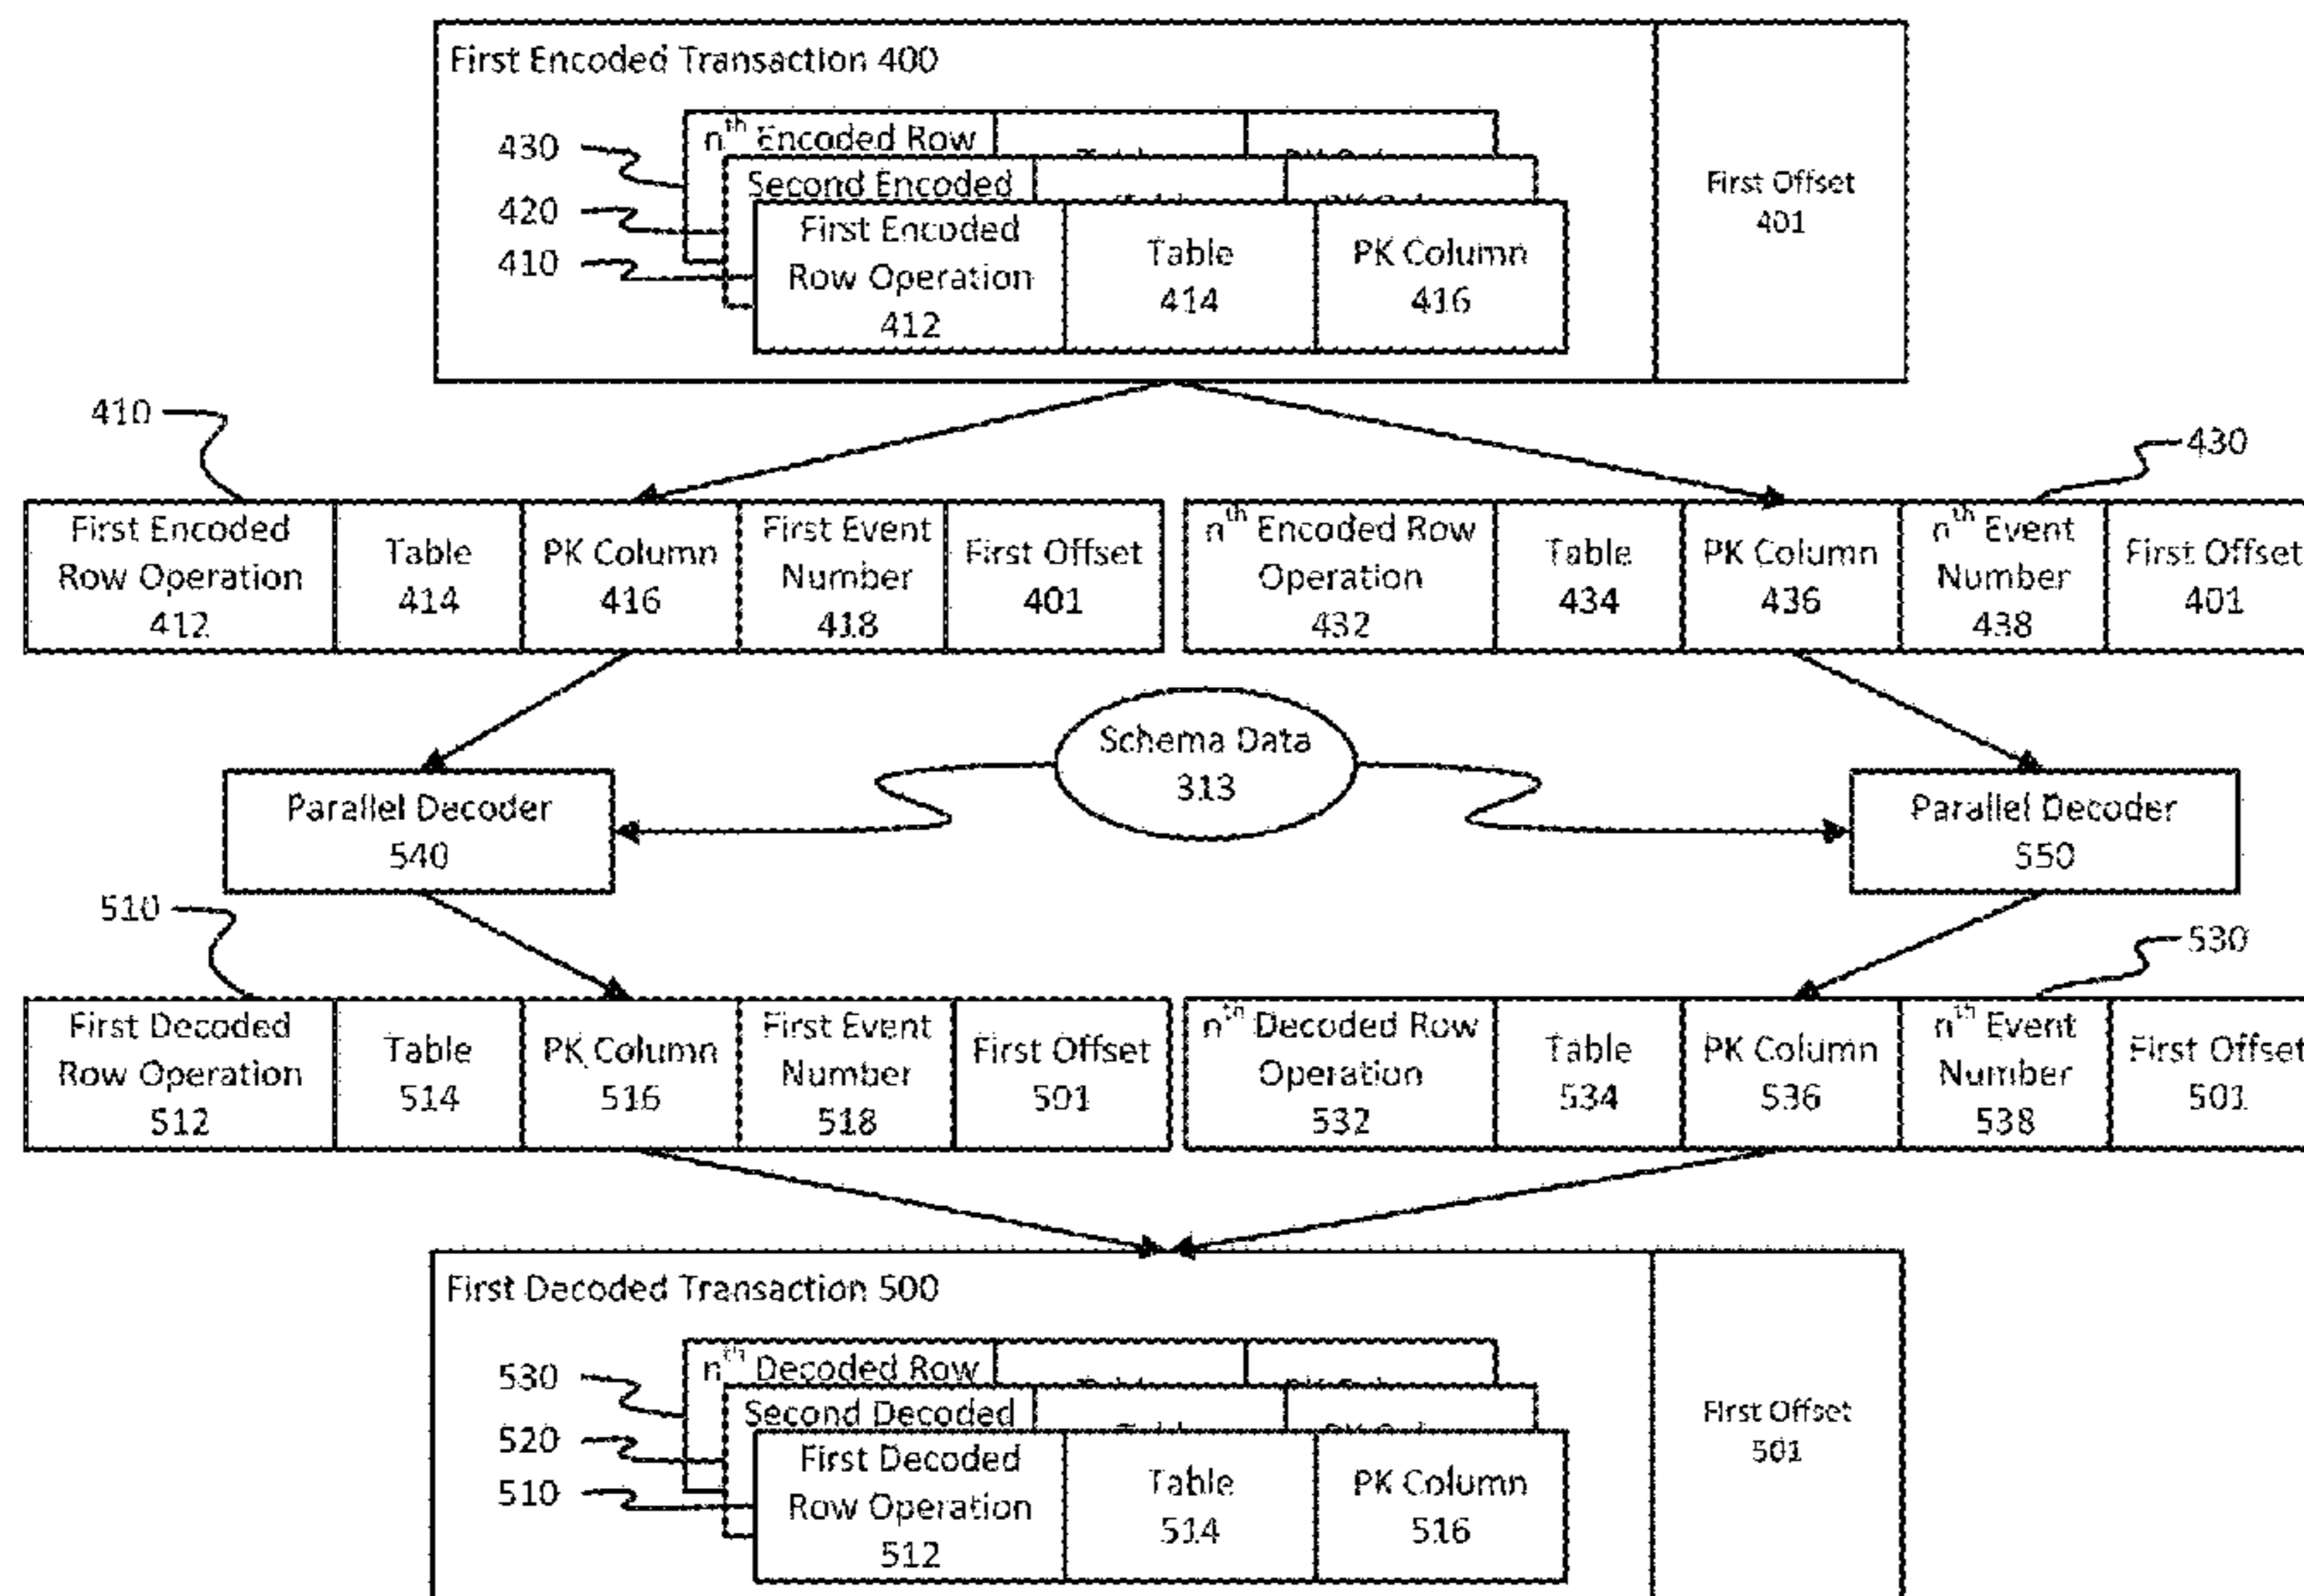 First Encoded Transaction 400
430
nth Encoded Row
420
Second Encoded
410
First Encoded
Row Operation
412
Table
414
PK Column
416
First Offset
401
410
430
First Encoded
Row Operation
412
Table
414
PK Column
416
First Event
Number
418
First Offset
401
nth Encoded Row
Operation
432
Table
434
PK Column
436
nth Event
Number
438
First Offset
401
Schema Data
313
Parallel Decoder
540
Parallel Decoder
550
510
530
First Decoded
Row Operation
512
Table
514
PK Column
516
First Event
Number
518
First Offset
501
nth Decoded Row
Operation
532
Table
534
PK Column
536
nth Event
Number
538
First Offset
501
First Decoded Transaction 500
530
nth Decoded Row
520
Second Decoded
510
First Decoded
Row Operation
512
Table
514
PK Column
516
First Offset
501